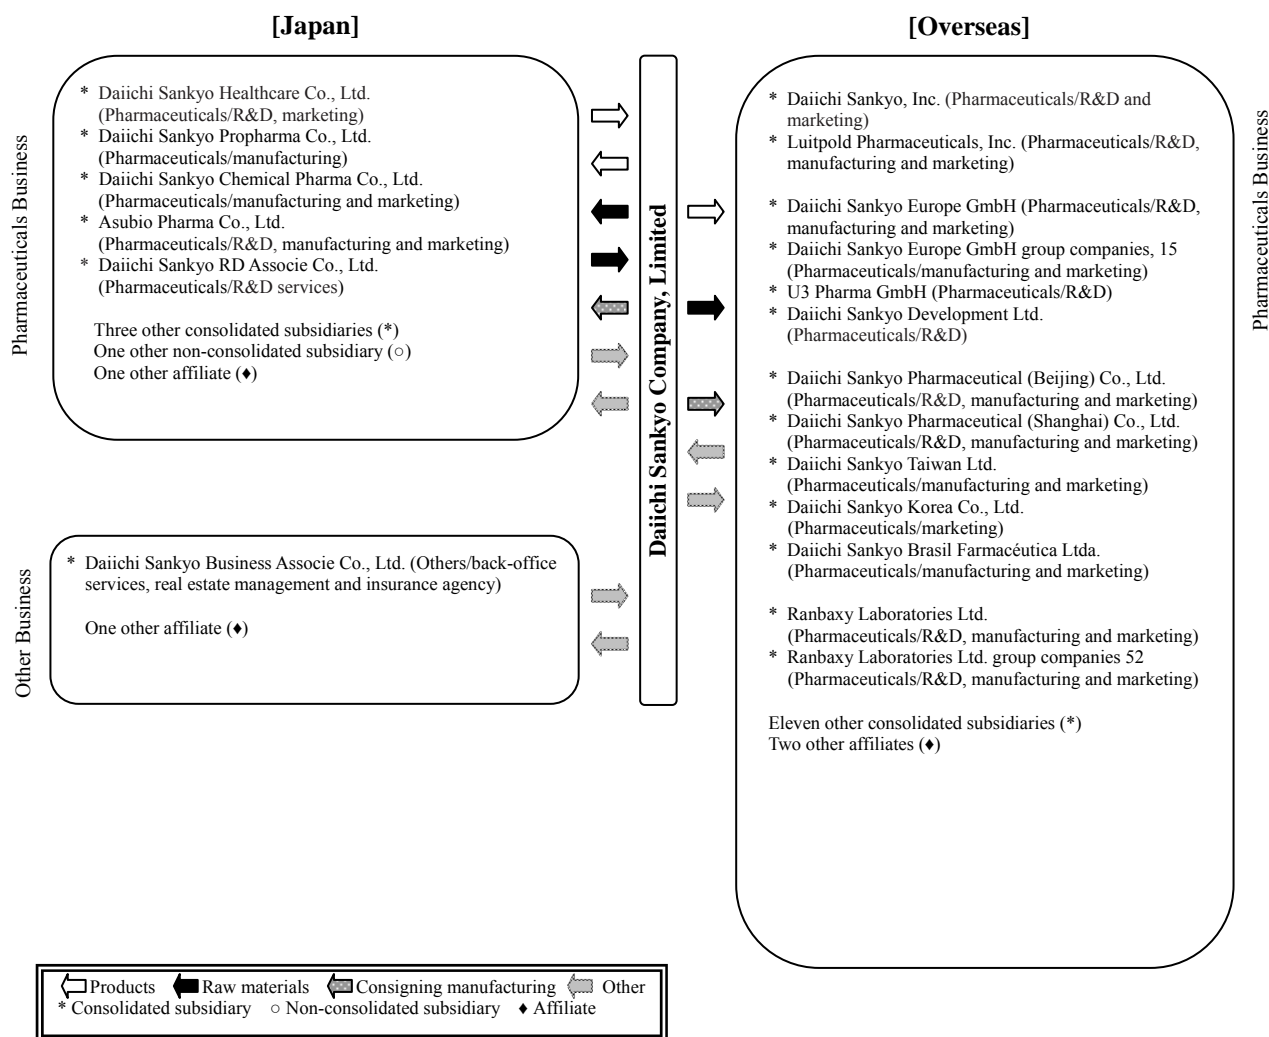 [Japan]
Pharmaceuticals Business
* Daiichi Sankyo Healthcare Co., Ltd.
(Pharmaceuticals/R&D, marketing)
* Daiichi Sankyo Propharma Co., Ltd.
(Pharmaceuticals/manufacturing)
* Daiichi Sankyo Chemical Pharma Co., Ltd.
(Pharmaceuticals/manufacturing and marketing)
* Asubio Pharma Co., Ltd.
(Pharmaceuticals/R&D, manufacturing and marketing)
* Daiichi Sankyo RD Associe Co., Ltd.
(Pharmaceuticals/R&D services)
Three other consolidated subsidiaries (*)
One other non-consolidated subsidiary (○)
One other affiliate (♦)
Other Business
* Daiichi Sankyo Business Associe Co., Ltd. (Others/back-office
services, real estate management and insurance agency)
One other affiliate (♦)
Daiichi Sankyo Company, Limited
[Overseas]
Pharmaceuticals Business
* Daiichi Sankyo, Inc. (Pharmaceuticals/R&D and
marketing)
* Luitpold Pharmaceuticals, Inc. (Pharmaceuticals/R&D,
manufacturing and marketing)
* Daiichi Sankyo Europe GmbH (Pharmaceuticals/R&D,
manufacturing and marketing)
* Daiichi Sankyo Europe GmbH group companies, 15
(Pharmaceuticals/manufacturing and marketing)
* U3 Pharma GmbH (Pharmaceuticals/R&D)
* Daiichi Sankyo Development Ltd.
(Pharmaceuticals/R&D)
* Daiichi Sankyo Pharmaceutical (Beijing) Co., Ltd.
(Pharmaceuticals/R&D, manufacturing and marketing)
* Daiichi Sankyo Pharmaceutical (Shanghai) Co., Ltd.
(Pharmaceuticals/R&D, manufacturing and marketing)
* Daiichi Sankyo Taiwan Ltd.
(Pharmaceuticals/manufacturing and marketing)
* Daiichi Sankyo Korea Co., Ltd.
(Pharmaceuticals/marketing)
* Daiichi Sankyo Brasil Farmacéutica Ltda.
(Pharmaceuticals/manufacturing and marketing)
* Ranbaxy Laboratories Ltd.
(Pharmaceuticals/R&D, manufacturing and marketing)
* Ranbaxy Laboratories Ltd. group companies 52
(Pharmaceuticals/R&D, manufacturing and marketing)
Eleven other consolidated subsidiaries (*)
Two other affiliates (♦)
Products Raw materials Consigning manufacturing Other
* Consolidated subsidiary ○ Non-consolidated subsidiary ♦ Affiliate